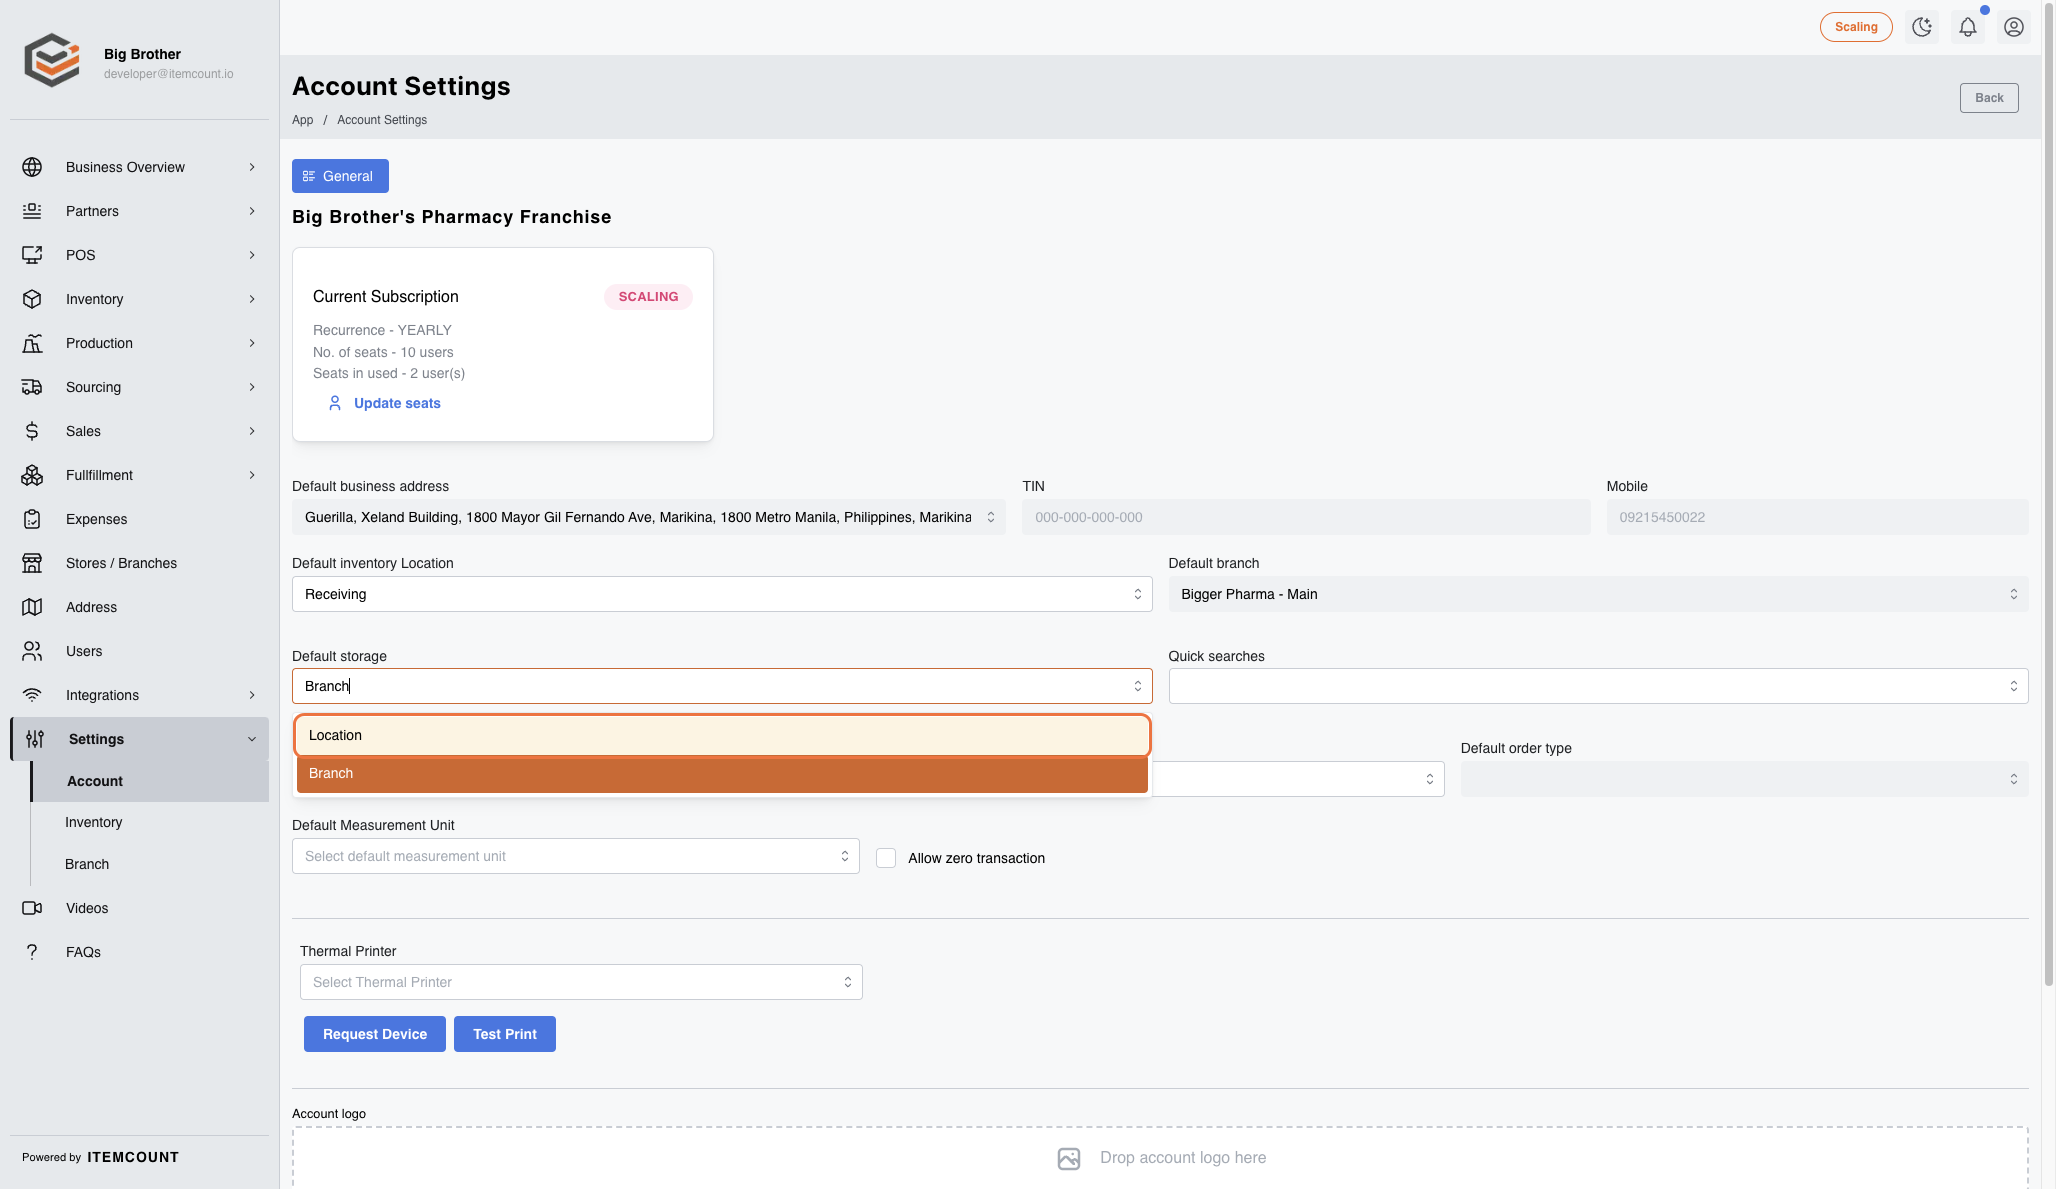 Big Brother
developer@itemcount.io
Business Overview
Partners
POS
Inventory
Production
Sourcing
Sales
Fullfillment
Expenses
Stores / Branches
Address
Users
Integrations
Settings
Account
Inventory
Branch
Videos
FAQs
Powered by ITEMCOUNT
Scaling
Account Settings
App / Account Settings
Back
General
Big Brother's Pharmacy Franchise
Current Subscription SCALING
Recurrence - YEARLY
No. of seats - 10 users
Seats in used - 2 user(s)
Update seats
Default business address TIN Mobile
Guerilla, Xeland Building, 1800 Mayor Gil Fernando Ave, Marikina, 1800 Metro Manila, Philippines, Marikina 000-000-000-000 09215450022
Default inventory Location Default branch
Receiving Bigger Pharma - Main
Default storage Quick searches
Branch
Location
Branch
Default order type
Default Measurement Unit
Select default measurement unit Allow zero transaction
Thermal Printer
Select Thermal Printer
Request Device Test Print
Account logo
Drop account logo here